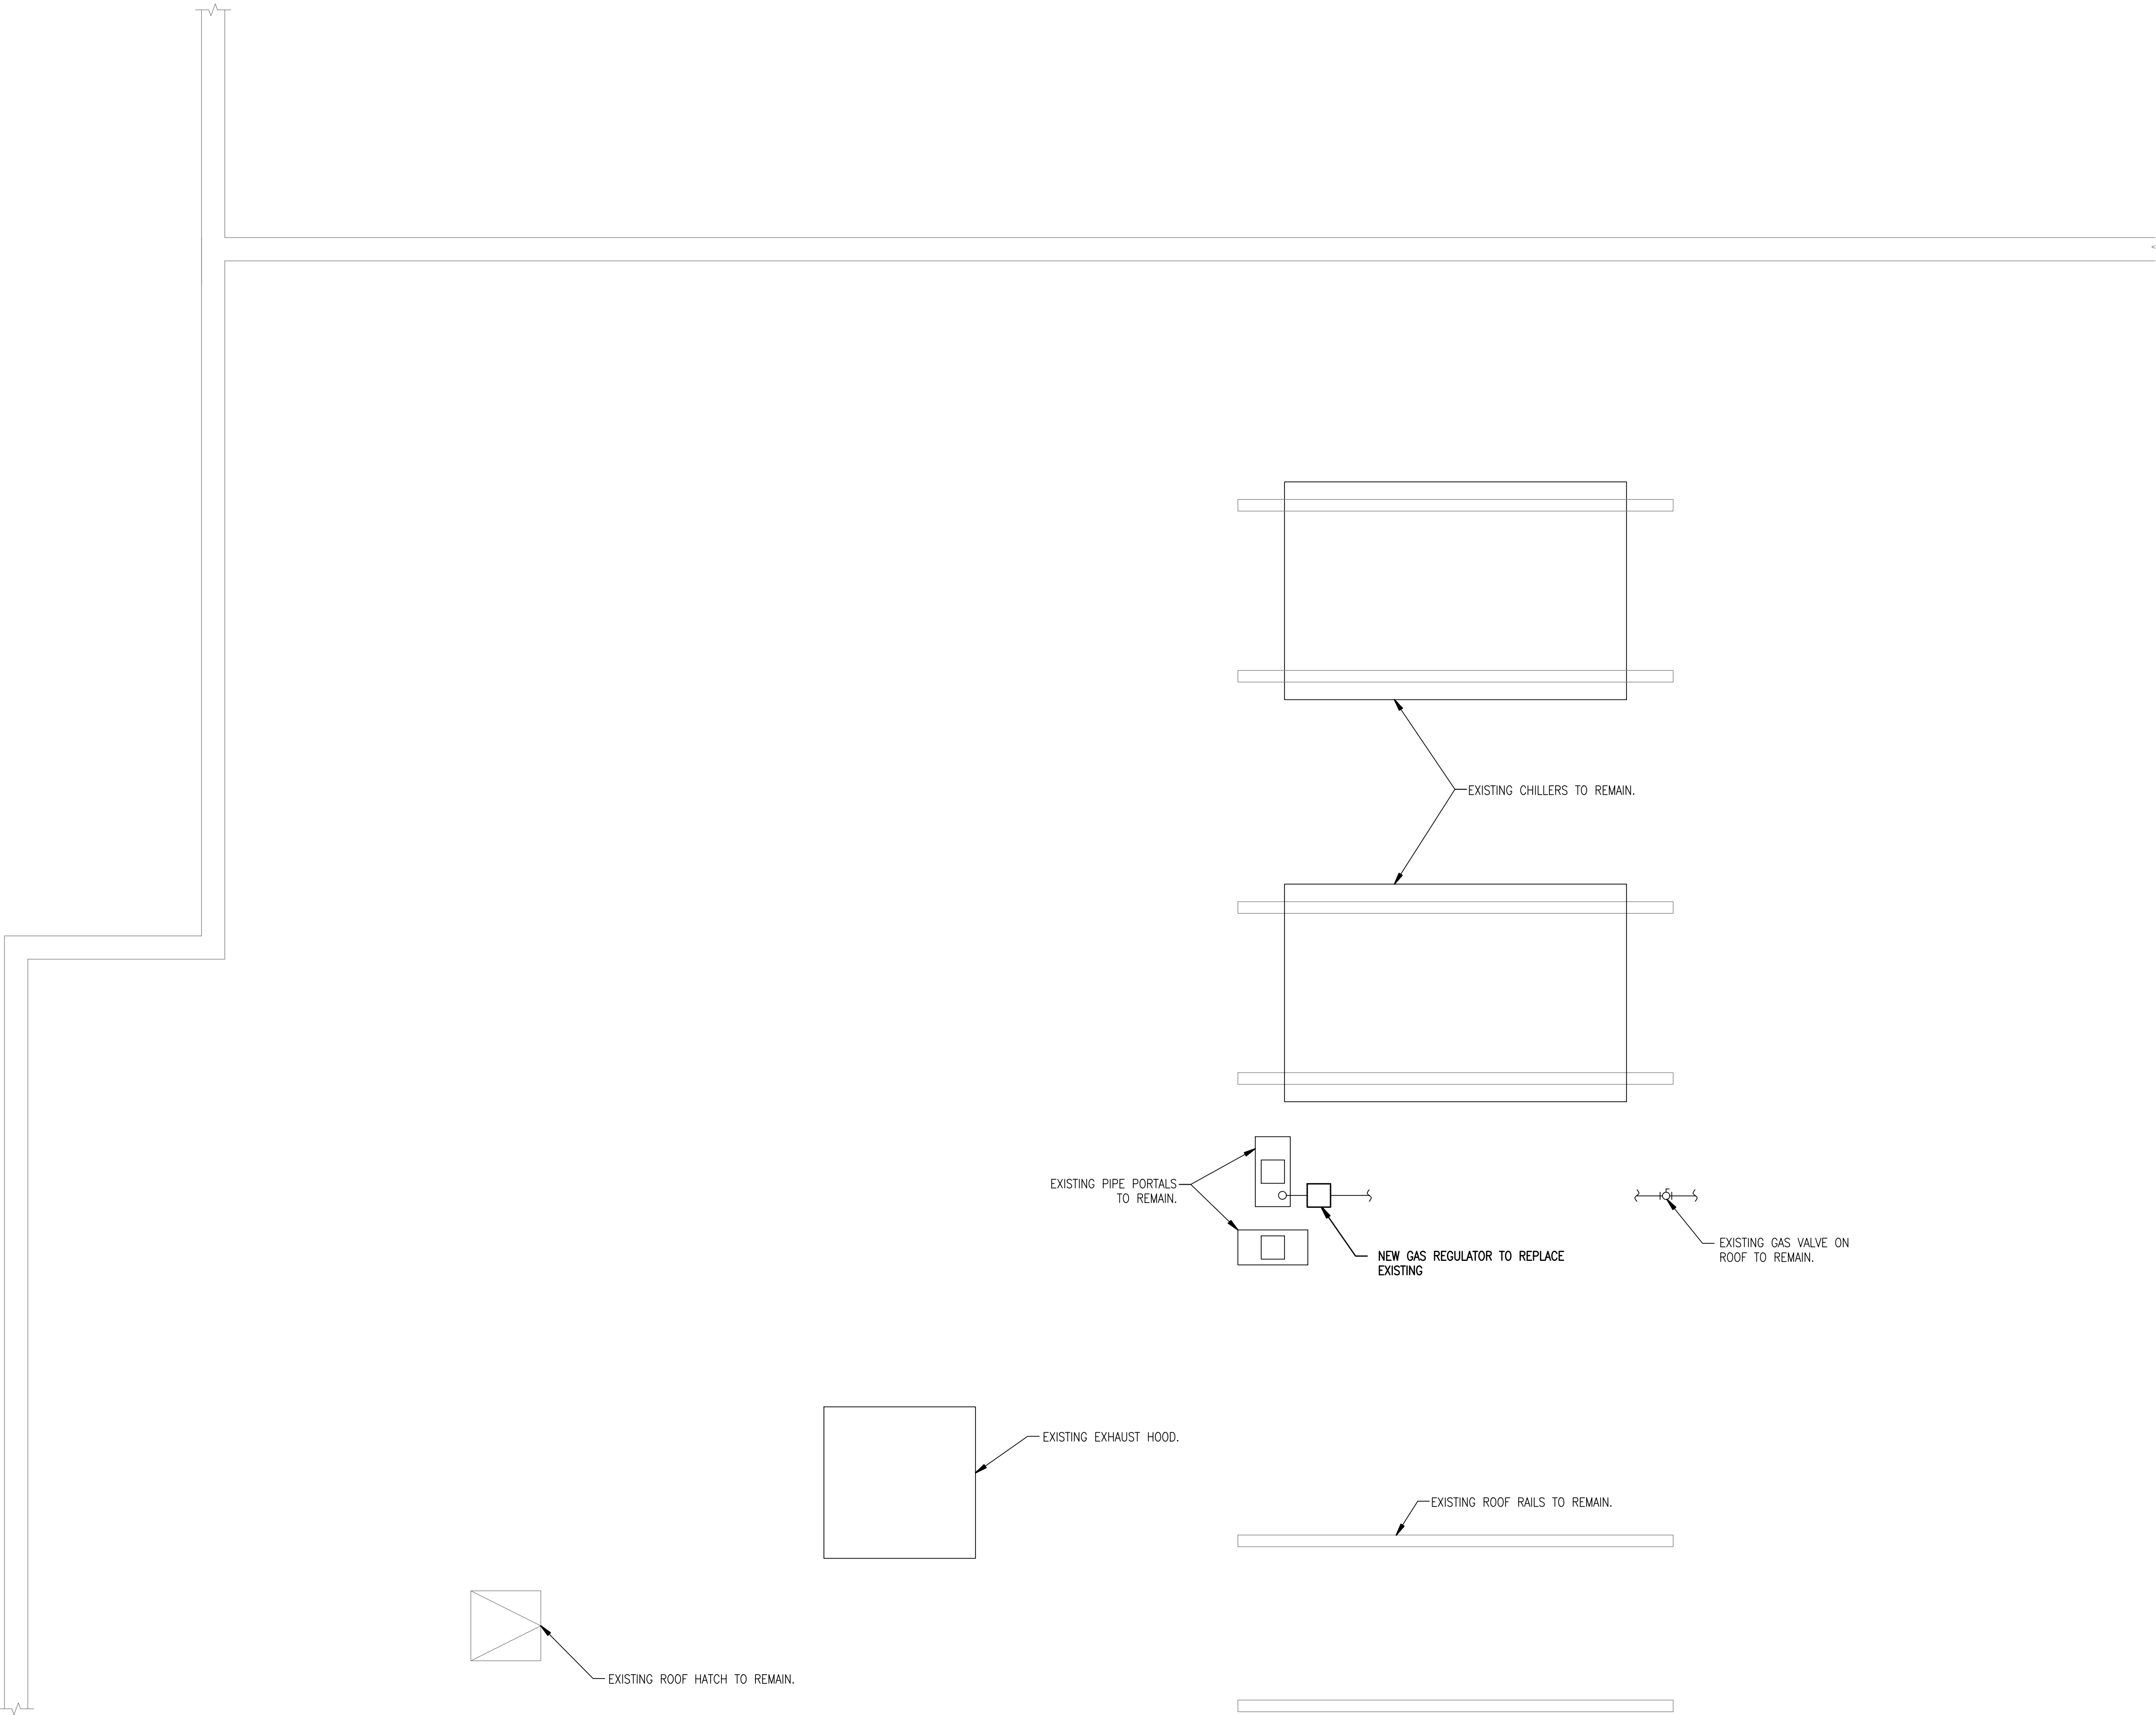 EXISTING CHILLERS TO REMAIN.
EXISTING PIPE PORTALS
TO REMAIN.
NEW GAS REGULATOR TO REPLACE
EXISTING
EXISTING GAS VALVE ON
ROOF TO REMAIN.
EXISTING EXHAUST HOOD.
EXISTING ROOF RAILS TO REMAIN.
EXISTING ROOF HATCH TO REMAIN.